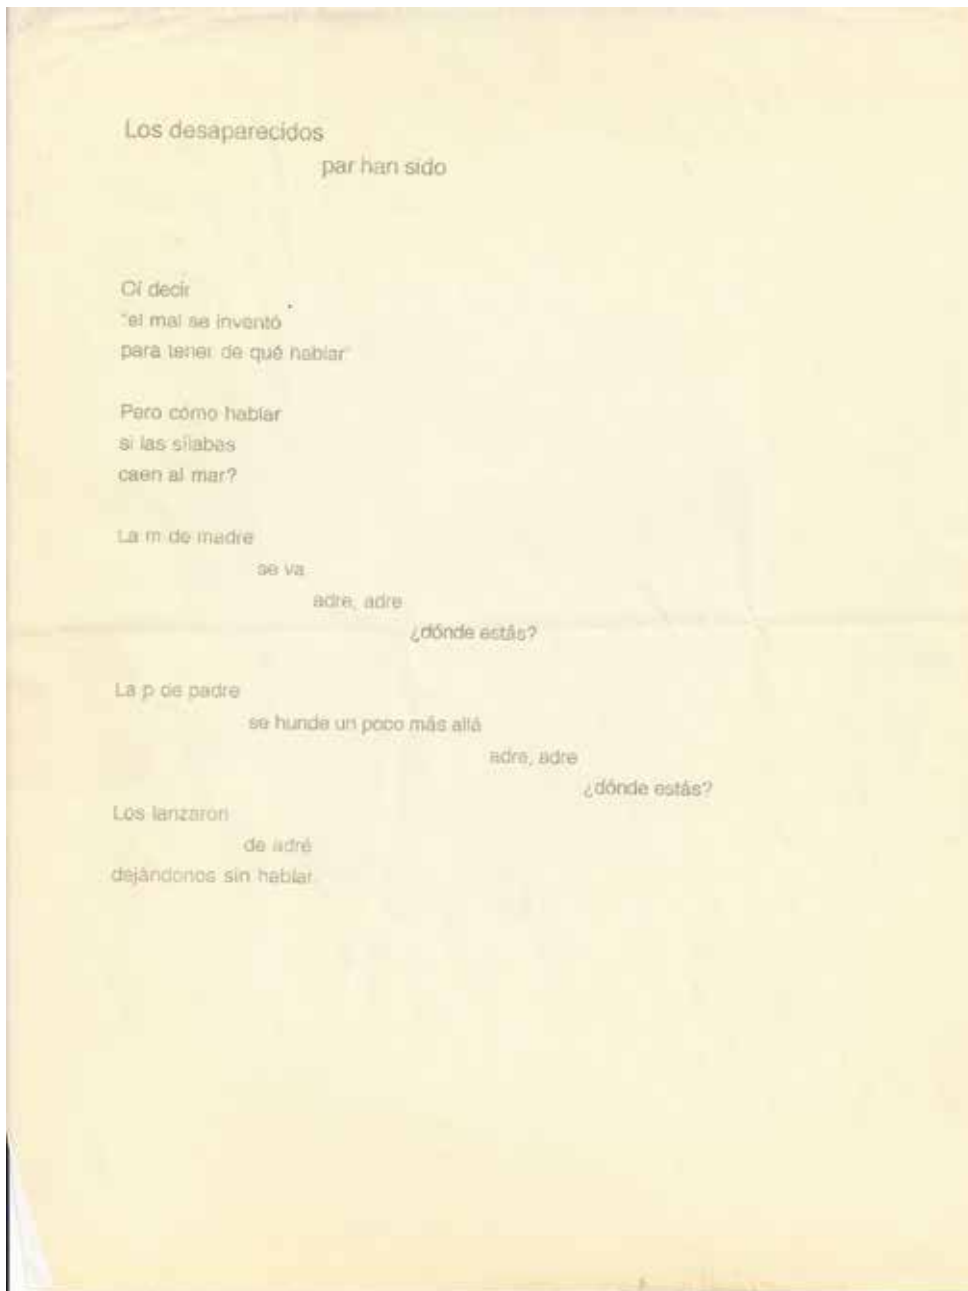 Los desaparecidos
par han sido
Oí decir
"el mal se inventó
para tener de qué hablar"
Pero cómo hablar
si las sílabas
caen al mar?
La m de madre
se va
adre, adre
¿dónde estás?
La p de padre
se hunde un poco más allá
adre, adre
¿dónde estás?
Los lanzaron
de adré
dejándonos sin hablar